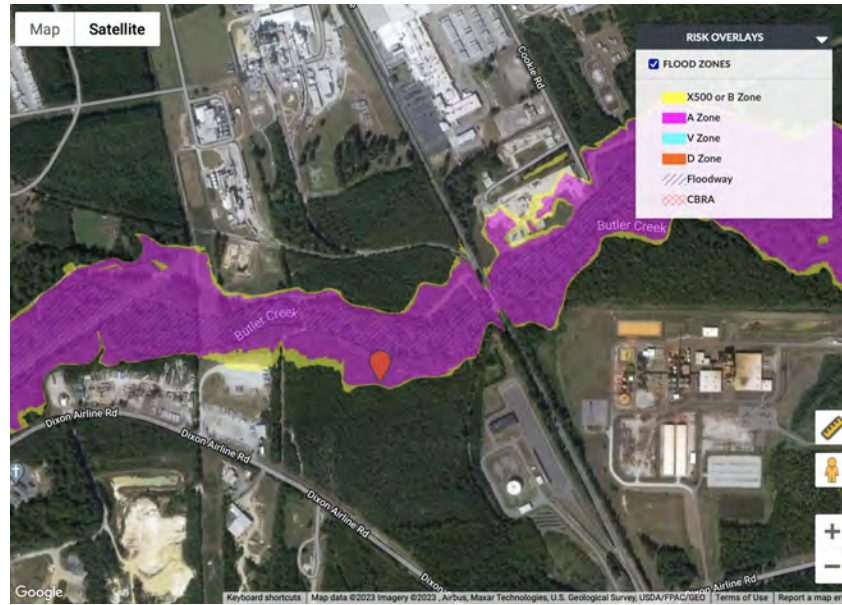 Map
Satellite
RISK OVERLAYS
FLOOD ZONES
X500 or B Zone
A Zone
V Zone
D Zone
Floodway
CBRA
Cookie Rd
Butler Creek
Butler Creek
Dixon Airline Rd
Dixon Airline Rd
Dixon Airline Rd
Dixon Airline Rd
Google
Keyboard shortcuts
Map data ©2023 Imagery ©2023 , Airbus, Maxar Technologies, U.S. Geological Survey, USDA/FPAC/GEO
Terms of Use
Report a map er